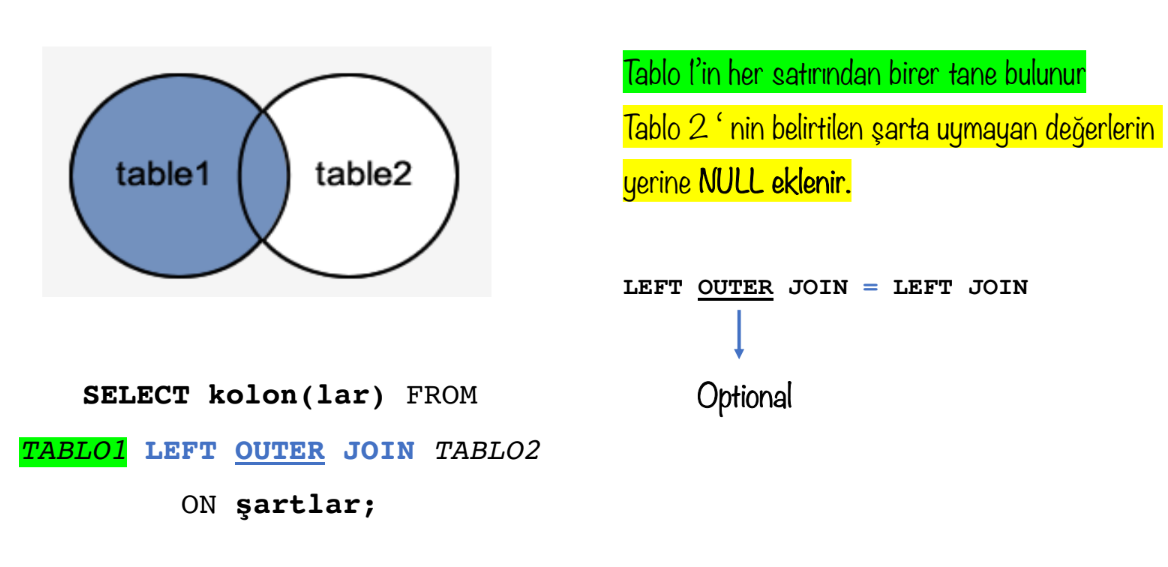 table1
table2
SELECT kolon(lar) FROM
TABLO1 LEFT OUTER JOIN TABLO2
ON şartlar;
Tablo 1'in her satırından birer tane bulunur
Tablo 2 ‘ nin belirtilen şarta uymayan değerlerin
yerine NULL eklenir.
LEFT OUTER JOIN = LEFT JOIN
Optional